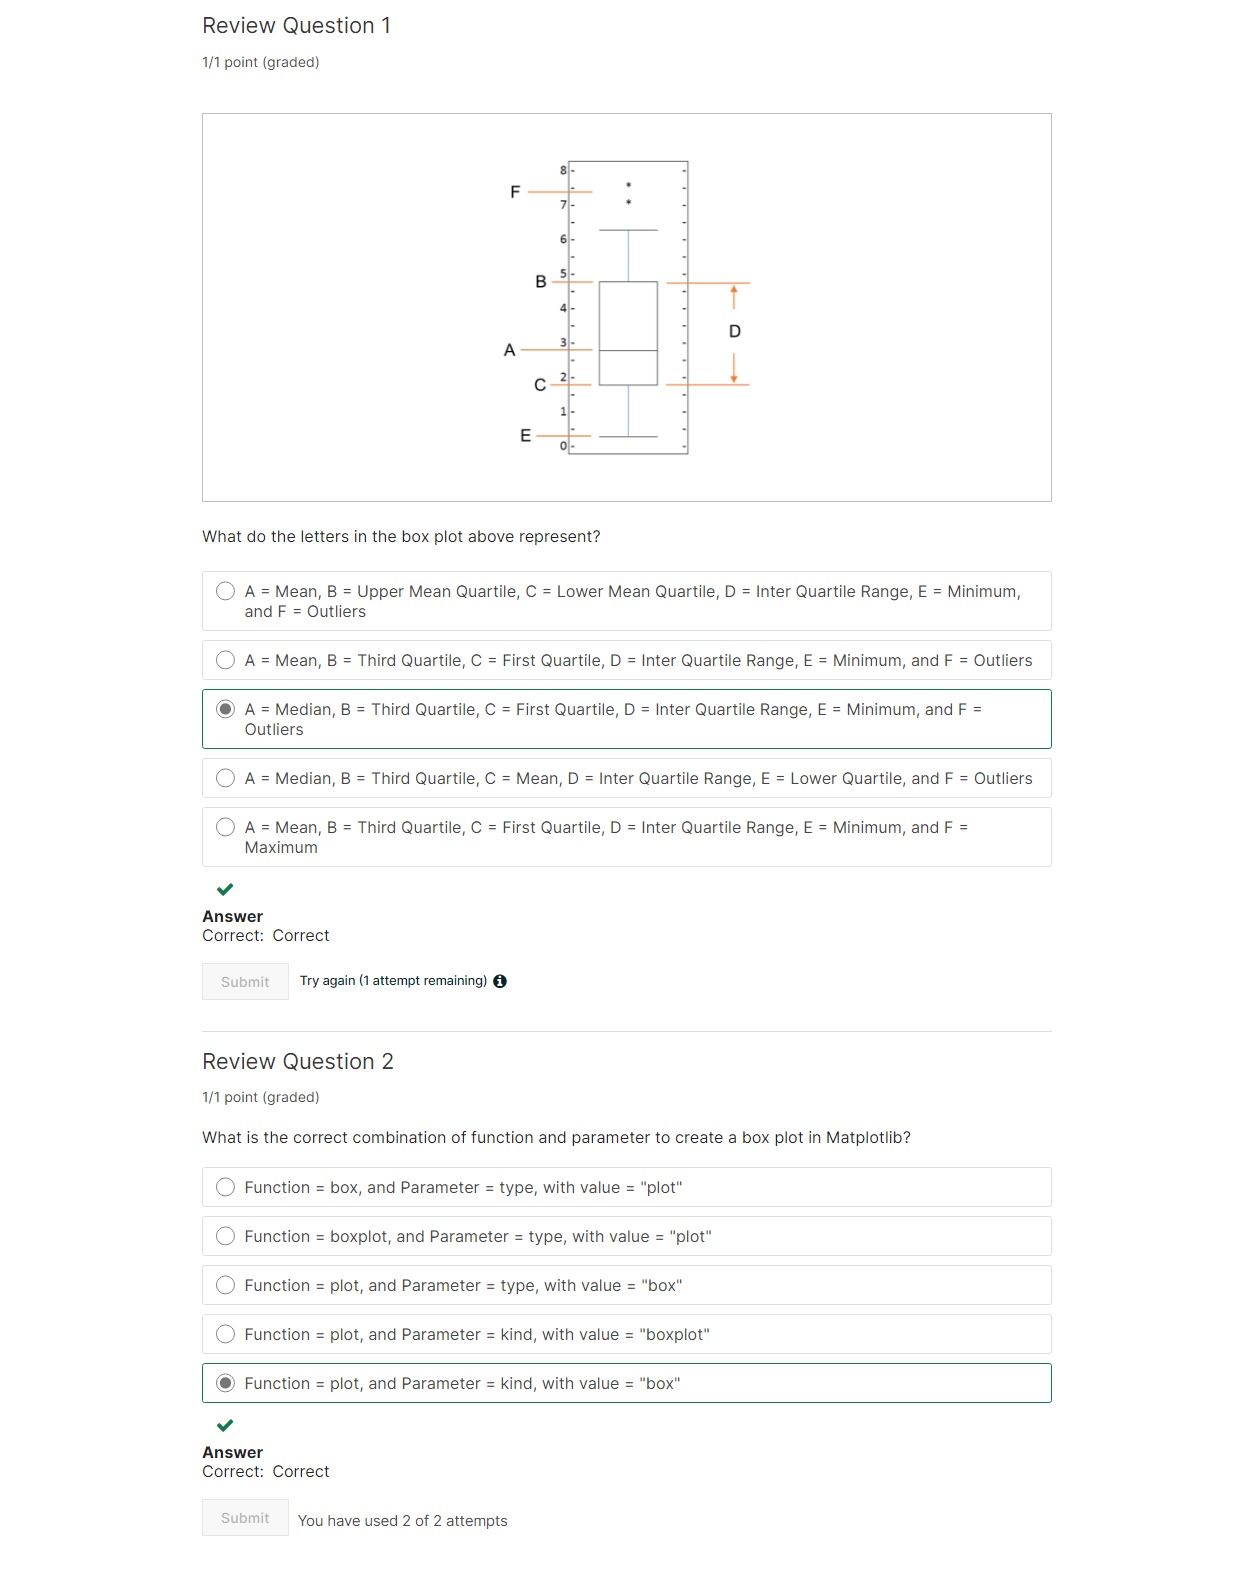 Review Question 1
1/1 point (graded)
8
F
7
6
5
B
4
D
3
A
2
C
1
E
0
What do the letters in the box plot above represent?
A = Mean, B = Upper Mean Quartile, C = Lower Mean Quartile, D = Inter Quartile Range, E = Minimum,
and F = Outliers
A = Mean, B = Third Quartile, C = First Quartile, D = Inter Quartile Range, E = Minimum, and F = Outliers
A = Median, B = Third Quartile, C = First Quartile, D = Inter Quartile Range, E = Minimum, and F =
Outliers
A = Median, B = Third Quartile, C = Mean, D = Inter Quartile Range, E = Lower Quartile, and F = Outliers
A = Mean, B = Third Quartile, C = First Quartile, D = Inter Quartile Range, E = Minimum, and F =
Maximum
Answer
Correct: Correct
Submit Try again (1 attempt remaining)
Review Question 2
1/1 point (graded)
What is the correct combination of function and parameter to create a box plot in Matplotlib?
Function = box, and Parameter = type, with value = "plot"
Function = boxplot, and Parameter = type, with value = "plot"
Function = plot, and Parameter = type, with value = "box"
Function = plot, and Parameter = kind, with value = "boxplot"
Function = plot, and Parameter = kind, with value = "box"
Answer
Correct: Correct
Submit You have used 2 of 2 attempts